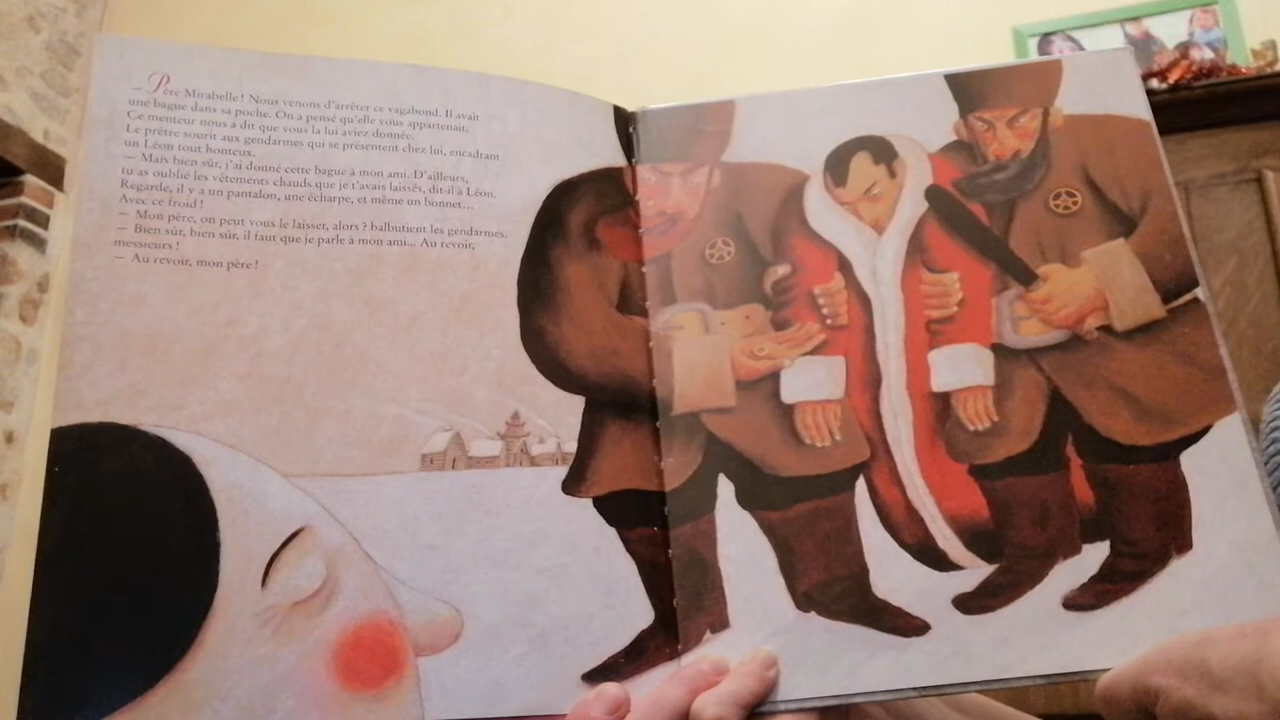 — Père Mirabelle ! Nous venons d'arrêter ce vagabond. Il avait
une bague dans sa poche. On a pensé qu'elle vous appartenait.
Ce menteur nous a dit que vous la lui aviez donnée.
Le prêtre sourit aux gendarmes qui se présentent chez lui, encadrant
un Léon tout honteux.
— Mais bien sûr, j'ai donné cette bague à mon ami. D'ailleurs,
tu as oublié les vêtements chauds que je t'avais laissés, dit-il à Léon.
Regarde, il y a un pantalon, une écharpe, et même un bonnet...
Avec ce froid !
— Mon père, on peut vous le laisser, alors ? balbutient les gendarmes.
— Bien sûr, bien sûr, il faut que je parle à mon ami... Au revoir,
messieurs !
— Au revoir, mon père !